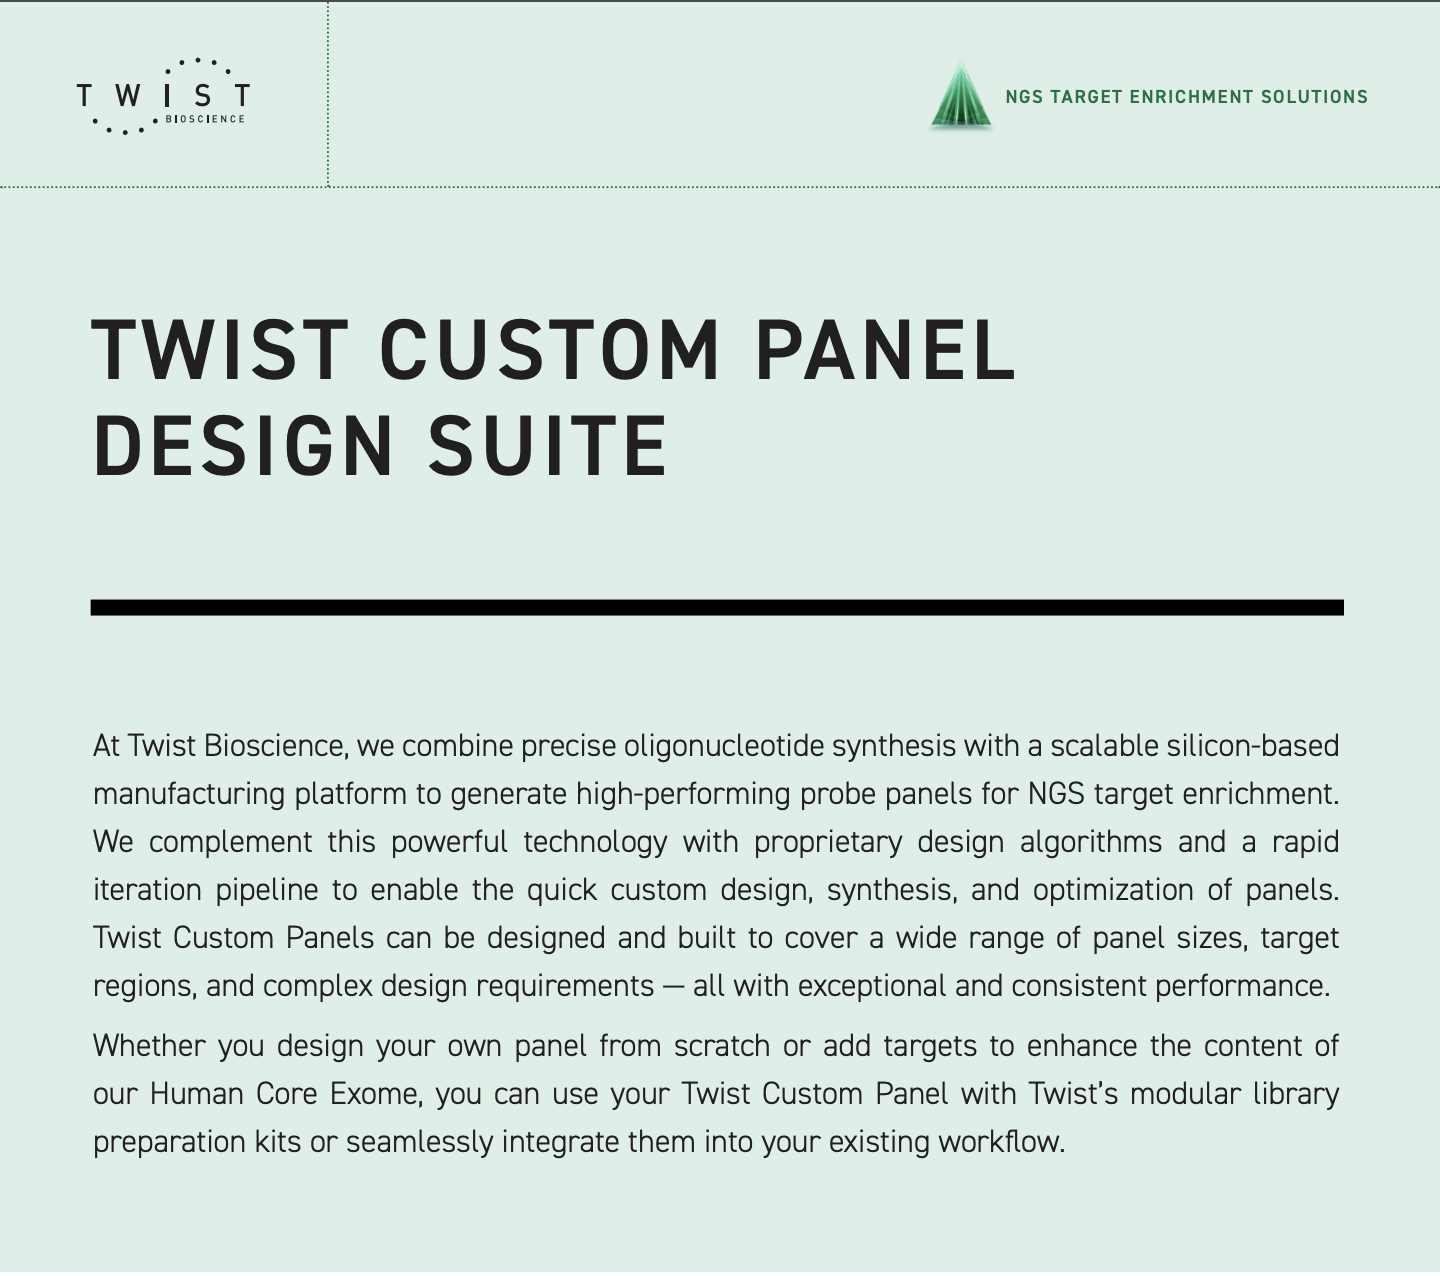 TWIST
BIOSCIENCE
NGS TARGET ENRICHMENT SOLUTIONS
TWIST CUSTOM PANEL
DESIGN SUITE
At Twist Bioscience, we combine precise oligonucleotide synthesis with a scalable silicon-based
manufacturing platform to generate high-performing probe panels for NGS target enrichment.
We complement this powerful technology with proprietary design algorithms and a rapid
iteration pipeline to enable the quick custom design, synthesis, and optimization of panels.
Twist Custom Panels can be designed and built to cover a wide range of panel sizes, target
regions, and complex design requirements — all with exceptional and consistent performance.
Whether you design your own panel from scratch or add targets to enhance the content of
our Human Core Exome, you can use your Twist Custom Panel with Twist’s modular library
preparation kits or seamlessly integrate them into your existing workflow.